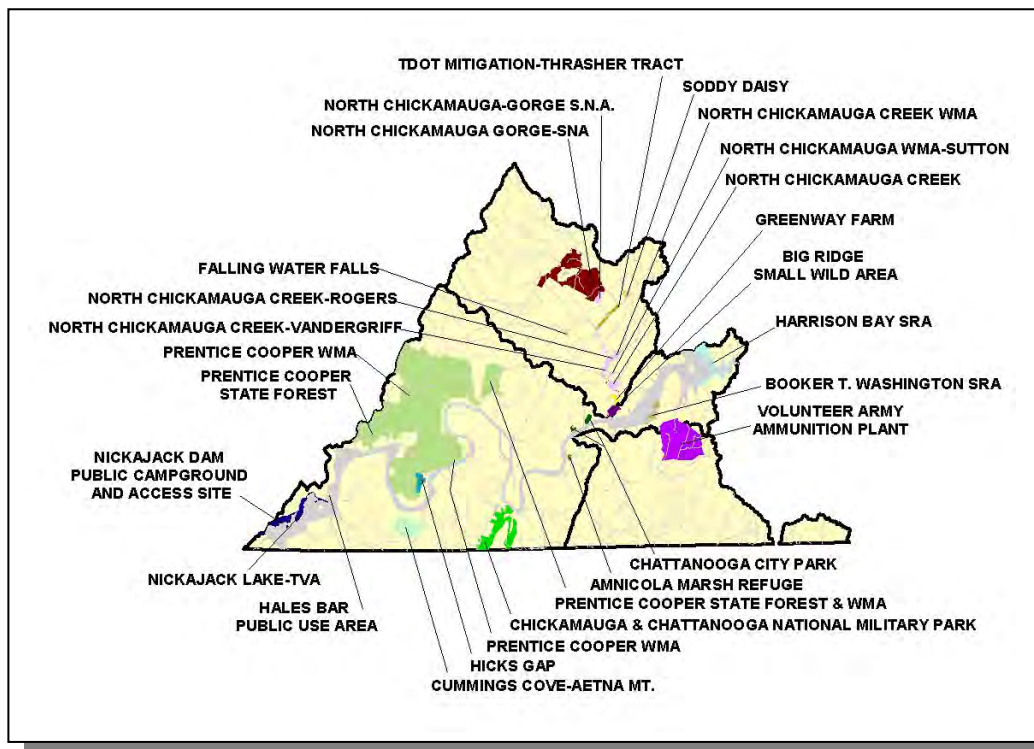 TDOT MITIGATION-THRASHER TRACT
SODDY DAISY
NORTH CHICKAMAUGA-GORGE S.N.A.
NORTH CHICKAMAUGA CREEK WMA
NORTH CHICKAMAUGA GORGE-SNA
NORTH CHICKAMAUGA WMA-SUTTON
NORTH CHICKAMAUGA CREEK
GREENWAY FARM
BIG RIDGE
SMALL WILD AREA
FALLING WATER FALLS
NORTH CHICKAMAUGA CREEK-ROGERS
HARRISON BAY SRA
NORTH CHICKAMAUGA CREEK-VANDERGRIFF
PRENTICE COOPER WMA
PRENTICE COOPER
STATE FOREST
BOOKER T. WASHINGTON SRA
VOLUNTEER ARMY
AMMUNITION PLANT
NICKAJACK DAM
PUBLIC CAMPGROUND
AND ACCESS SITE
CHATTANOOGA CITY PARK
NICKAJACK LAKE-TVA
AMNICOLA MARSH REFUGE
PRENTICE COOPER STATE FOREST & WMA
HALES BAR
PUBLIC USE AREA
CHICKAMAUGA & CHATTANOOGA NATIONAL MILITARY PARK
PRENTICE COOPER WMA
HICKS GAP
CUMMINGS COVE-AETNA MT.